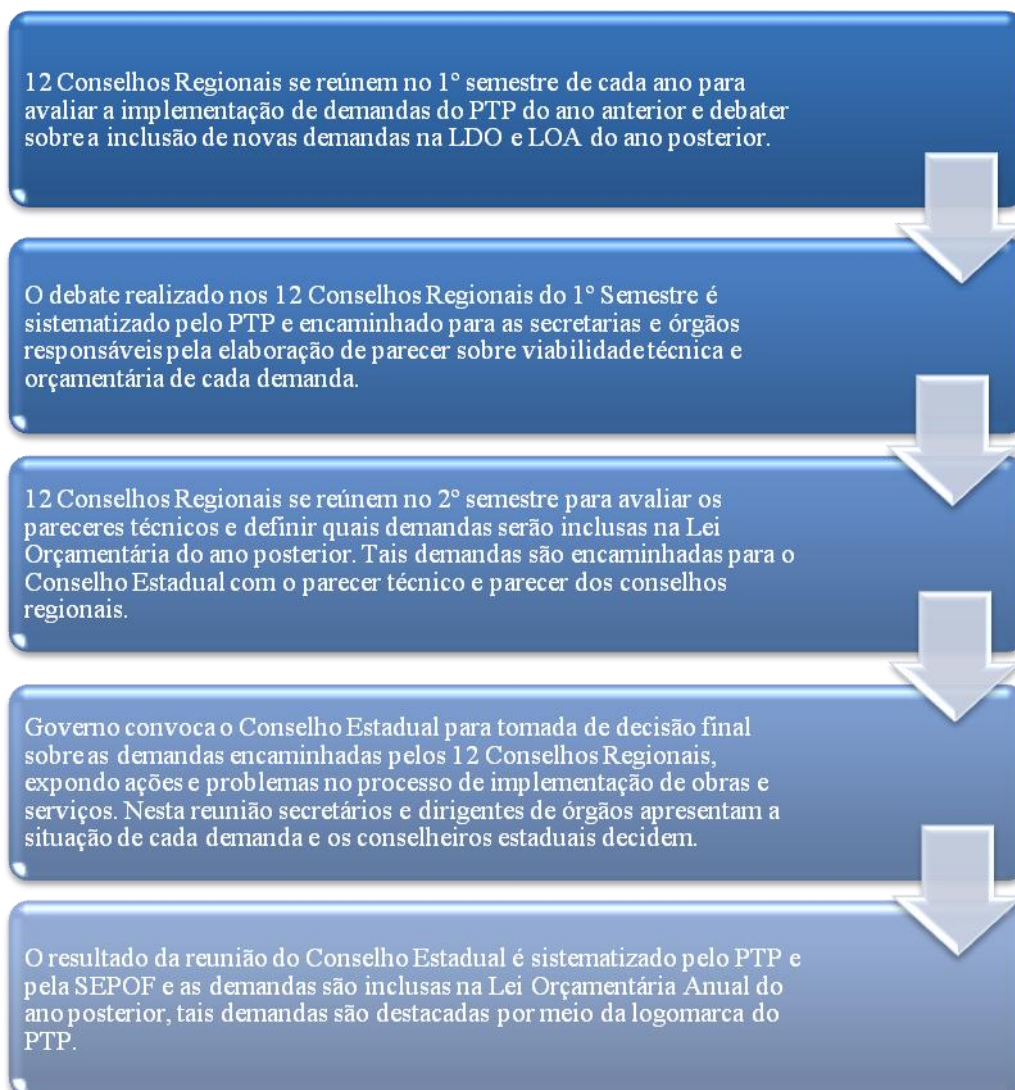 12 Conselhos Regionais se reúnem no 1º semestre de cada ano para
avaliar a implementação de demandas do PTP do ano anterior e debater
sobre a inclusão de novas demandas na LDO e LOA do ano posterior.
O debate realizado nos 12 Conselhos Regionais do 1º Semestre é
sistematizado pelo PTP e encaminhado para as secretarias e órgãos
responsáveis pela elaboração de parecer sobre viabilidade técnica e
orçamentária de cada demanda.
12 Conselhos Regionais se reúnem no 2º semestre para avaliar os
pareceres técnicos e definir quais demandas serão inclusas na Lei
Orçamentária do ano posterior. Tais demandas são encaminhadas para o
Conselho Estadual com o parecer técnico e parecer dos conselhos
regionais.
Governo convoca o Conselho Estadual para tomada de decisão final
sobre as demandas encaminhadas pelos 12 Conselhos Regionais,
expondo ações e problemas no processo de implementação de obras e
serviços. Nesta reunião secretários e dirigentes de órgãos apresentam a
situação de cada demanda e os conselheiros estaduais decidem.
O resultado da reunião do Conselho Estadual é sistematizado pelo PTP e
pela SEPOF e as demandas são inclusas na Lei Orçamentária Anual do
ano posterior, tais demandas são destacadas por meio da logomarca do
PTP.